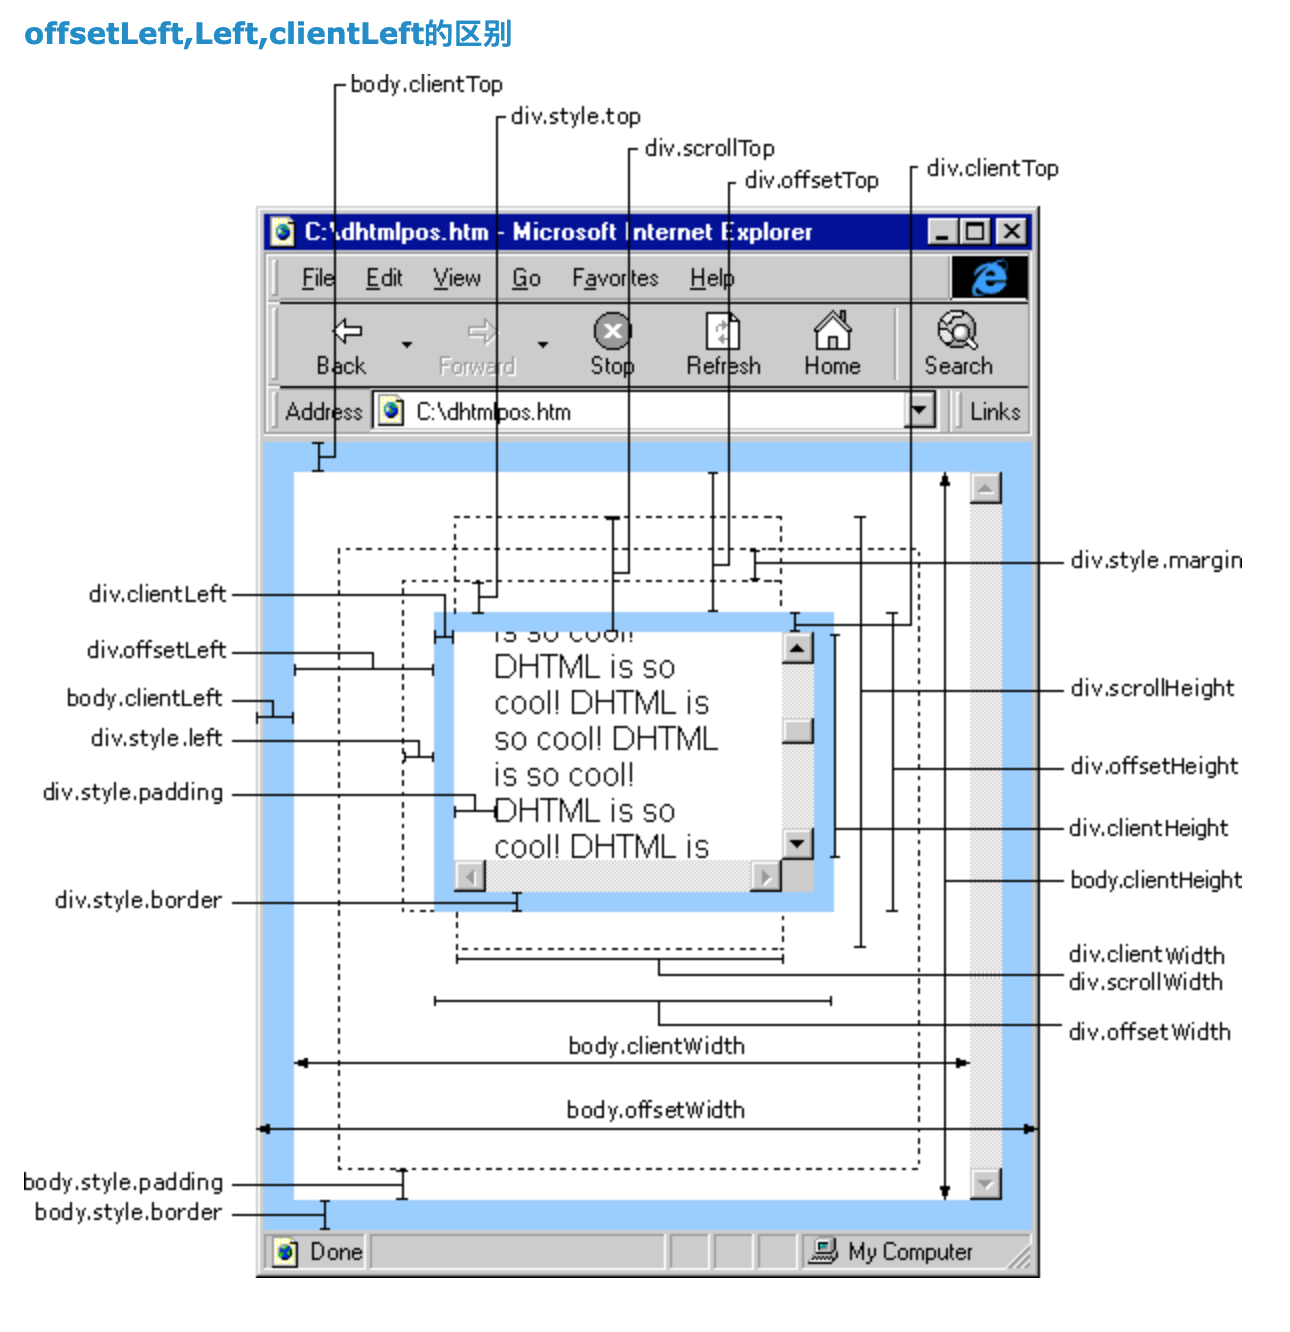 offsetLeft,Left,clientLeft的区别
body.clientTop
div.style.top
div.scrollTop
div.clientTop
div.offsetTop
C:\dhtmlpos.htm - Microsoft Internet Explorer
File Edit View Go Favorites Help
Back Forward Stop Refresh Home Search
Address C:\dhtmlpos.htm Links
div.style.margin
div.clientLeft
is so cool!
div.offsetLeft
DHTML is so
div.scrollHeight
body.clientLeft
cool! DHTML is
div.style.left
so cool! DHTML
div.offsetHeight
is so cool!
div.style.padding
DHTML is so
div.clientHeight
cool! DHTML is
body.clientHeight
div.style.border
div.clientWidth
div.scrollWidth
div.offsetWidth
body.clientWidth
body.offsetWidth
body.style.padding
body.style.border
Done My Computer